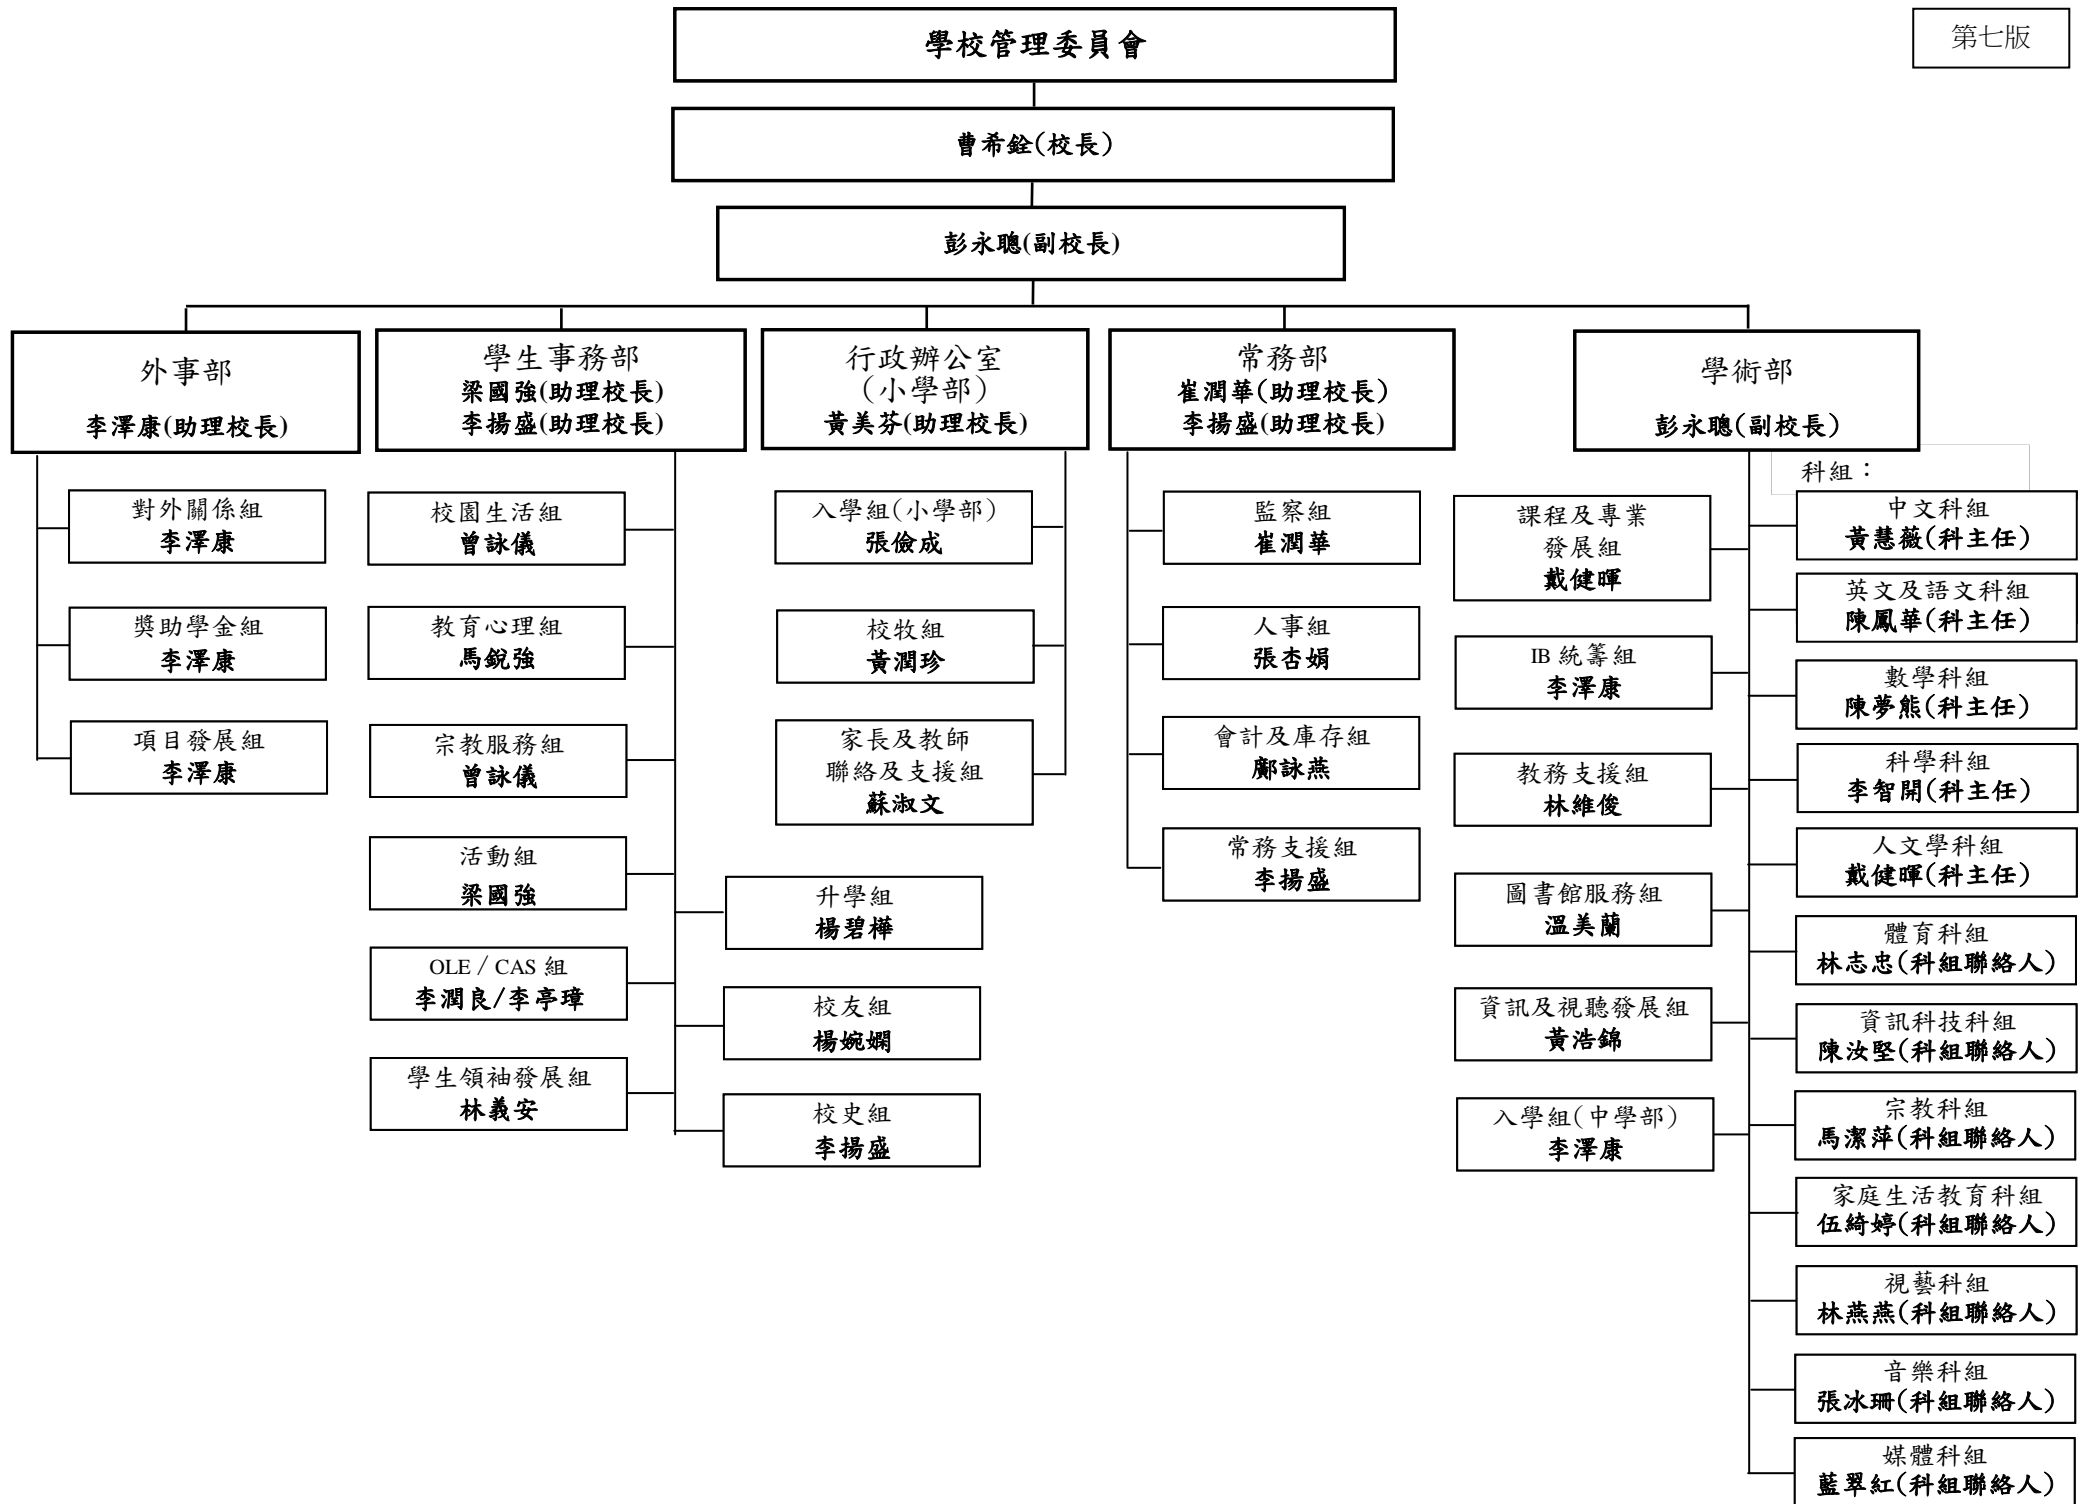 學校管理委員會
第七版
曹希銓(校長)
彭永聰(副校長)
外事部
李澤康(助理校長)
學生事務部
梁國強(助理校長)
李揚盛(助理校長)
行政辦公室
(小學部)
黃美芬(助理校長)
常務部
崔潤華(助理校長)
李揚盛(助理校長)
學術部
彭永聰(副校長)
對外關係組
李澤康
獎助學金組
李澤康
項目發展組
李澤康
校園生活組
曾詠儀
教育心理組
馬銳強
宗教服務組
曾詠儀
活動組
梁國強
OLE / CAS 組
李潤良/李亭璋
學生領袖發展組
林義安
升學組
楊碧樺
校友組
楊婉嫻
校史組
李揚盛
入學組(小學部)
張儉成
校牧組
黃潤珍
家長及教師
聯絡及支援組
蘇淑文
監察組
崔潤華
人事組
張杏娟
會計及庫存組
鄺詠燕
常務支援組
李揚盛
課程及專業
發展組
戴健暉
IB 統籌組
李澤康
教務支援組
林維俊
圖書館服務組
溫美蘭
資訊及視聽發展組
黃浩錦
入學組(中學部)
李澤康
科組：
中文科組
黃慧薇(科主任)
英文及語文科組
陳鳳華(科主任)
數學科組
陳夢熊(科主任)
科學科組
李智開(科主任)
人文學科組
戴健暉(科主任)
體育科組
林志忠(科組聯絡人)
資訊科技科組
陳汝堅(科組聯絡人)
宗教科組
馬潔萍(科組聯絡人)
家庭生活教育科組
伍綺婷(科組聯絡人)
視藝科組
林燕燕(科組聯絡人)
音樂科組
張冰珊(科組聯絡人)
媒體科組
藍翠紅(科組聯絡人)